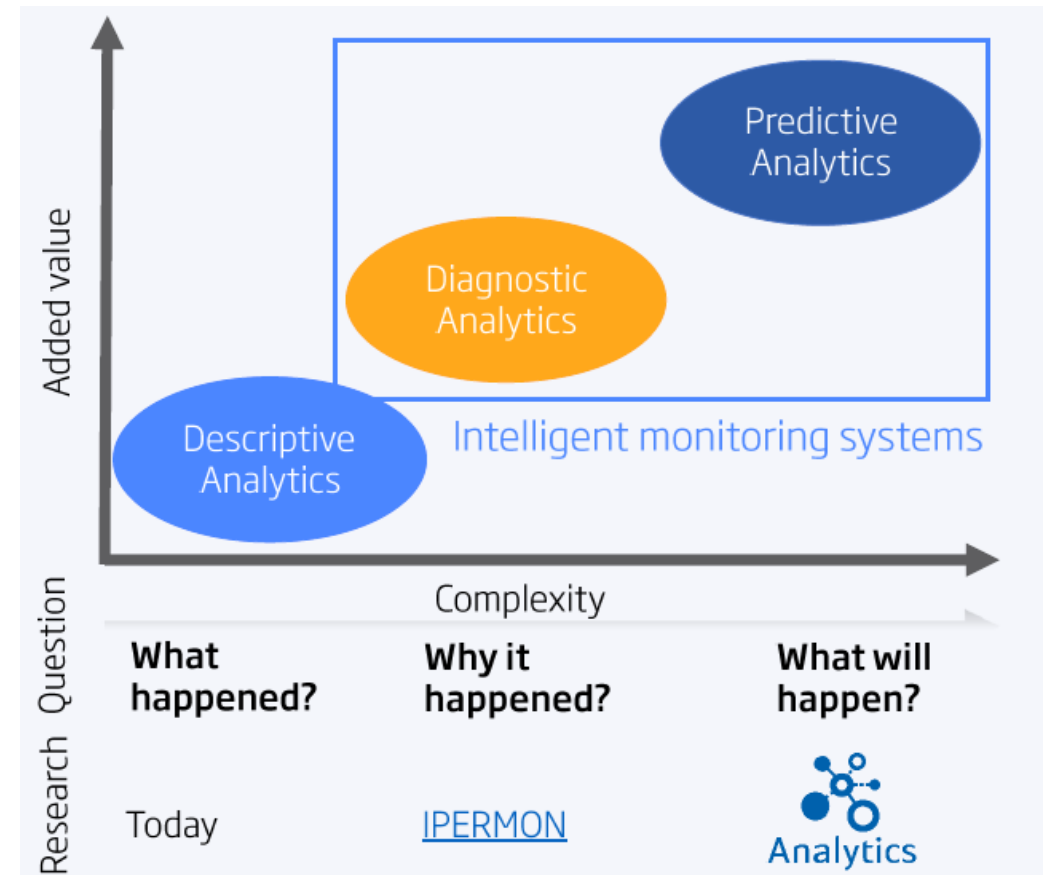 Added value
Predictive
Analytics
Diagnostic
Analytics
Descriptive
Analytics
Intelligent monitoring systems
Complexity
Question
What
happened?
Why it
happened?
What will
happen?
Research
Today
IPERMON
Analytics